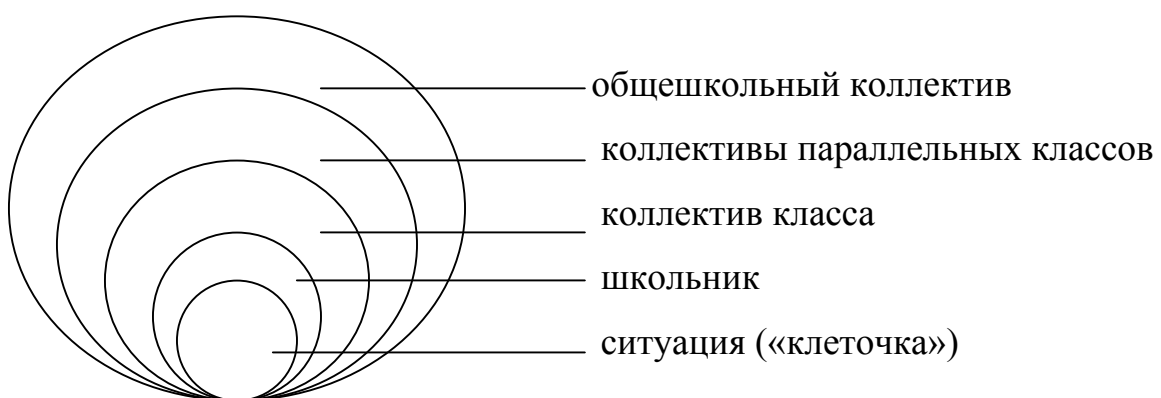 общешкольный коллектив
коллективы параллельных классов
коллектив класса
школьник
ситуация («клеточка»)